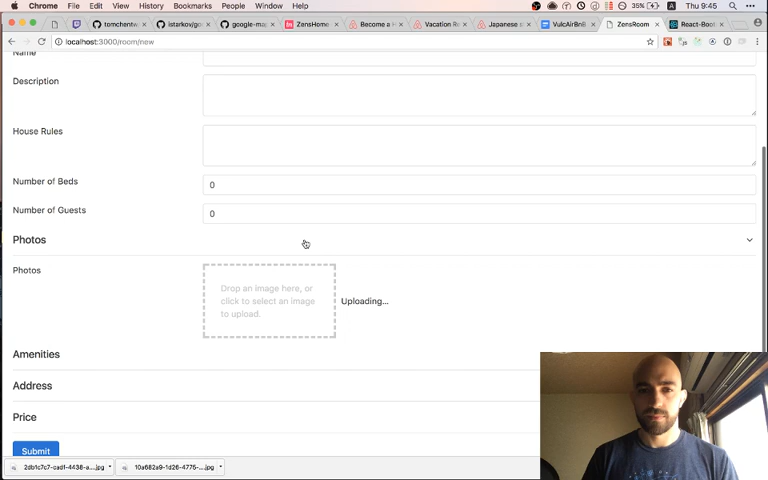 Chrome File Edit View History Bookmarks People Window Help 35% Thu 9:45
tomchentw istarkov/goo google-map ZensHome Become a H Vacation Re Japanese s VulcAirBnB ZensRoom React-Boot
localhost:3000/room/new
Name
Description
House Rules
Number of Beds
0
Number of Guests
0
Photos
Photos
Drop an image here, or
click to select an image
to upload.
Uploading...
Amenities
Address
Price
Submit
2db1c7c7-cadf-4438-a....jpg 10a682a9-1d26-4775-....jpg